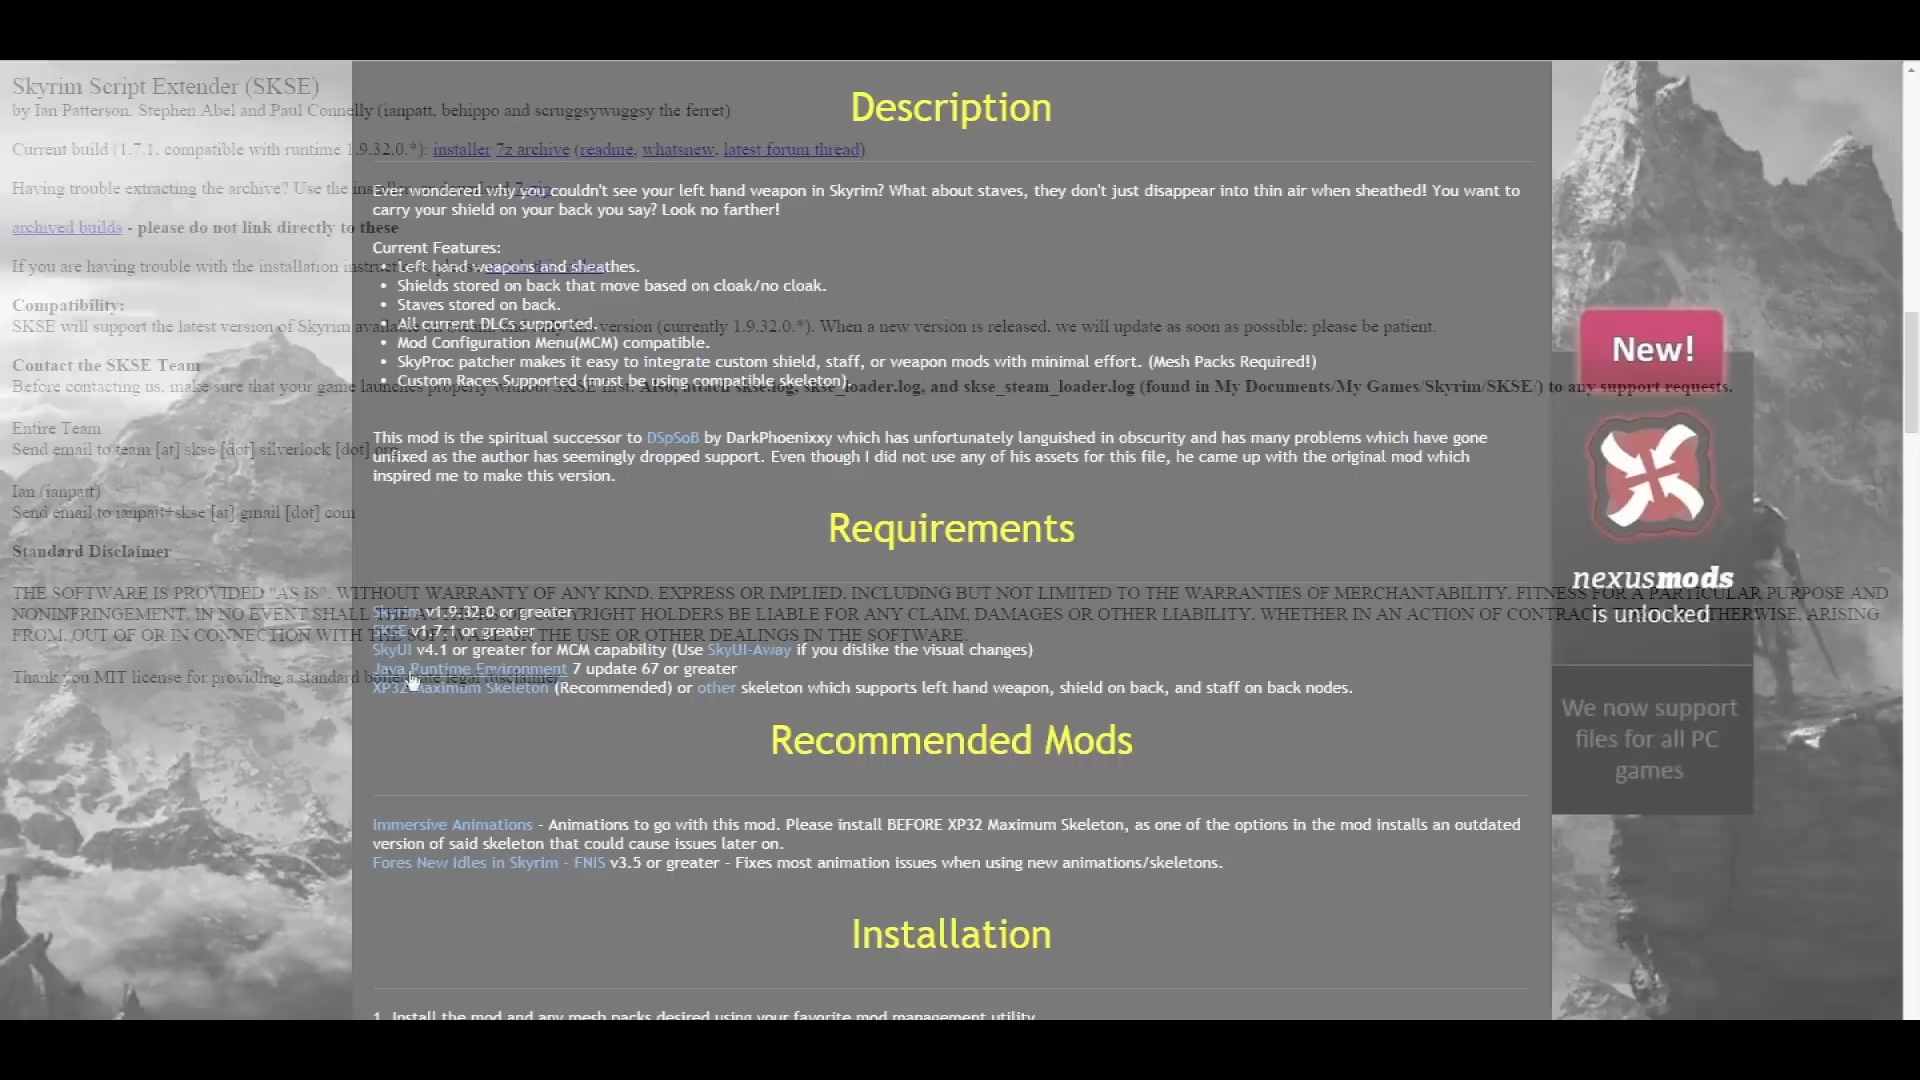 Skyrim Script Extender (SKSE)
by Ian Patterson, Stephen Abel and Paul Connelly (ianpatt, behippo and scruggsywuggsy the ferret)
Current build (1.7.1, compatible with runtime 1.9.32.0.*): installer 7z archive (readme, whatsnew, latest forum thread)
Having trouble extracting the archive? Use the
archived builds - please do not link directly to these
If you are having trouble with the installation
Compatibility:
SKSE will support the latest version of Skyrim version (currently 1.9.32.0.*). When a new version is released, we will update as soon as possible; please be patient.
Contact the SKSE Team
Before contacting us, make sure that your game launches properly without SKSE first. Also, attach skse.log, skse_loader.log, and skse_steam_loader.log (found in My Documents/My Games/Skyrim/SKSE/) to any support requests.
Entire Team
Send email to team [at] skse [dot] silverlock [dot] org
Ian (ianpatt)
Send email to ianpatt+skse [at] gmail [dot] com
Standard Disclaimer
THE SOFTWARE IS PROVIDED "AS IS", WITHOUT WARRANTY OF ANY KIND, EXPRESS OR IMPLIED, INCLUDING BUT NOT LIMITED TO THE WARRANTIES OF MERCHANTABILITY, FITNESS FOR A PARTICULAR PURPOSE AND
NONINFRINGEMENT. IN NO EVENT SHALL COPYRIGHT HOLDERS BE LIABLE FOR ANY CLAIM, DAMAGES OR OTHER LIABILITY, WHETHER IN AN ACTION OF CONTRACT, OTHERWISE, ARISING
FROM, OUT OF OR IN CONNECTION WITH THE SOFTWARE OR THE USE OR OTHER DEALINGS IN THE SOFTWARE.
Thank you MIT license for providing a standard boilerplate legal disclaimer
Description
Ever wondered why you couldn't see your left hand weapon in Skyrim? What about staves, they don't just disappear into thin air when sheathed! You want to
carry your shield on your back you say? Look no farther!
Current Features:
• Left hand weapons and sheathes.
• Shields stored on back that move based on cloak/no cloak.
• Staves stored on back.
• All current DLCs supported.
• Mod Configuration Menu(MCM) compatible.
• SkyProc patcher makes it easy to integrate custom shield, staff, or weapon mods with minimal effort. (Mesh Packs Required!)
• Custom Races Supported (must be using compatible skeleton).
This mod is the spiritual successor to DSpSoB by DarkPhoenixxy which has unfortunately languished in obscurity and has many problems which have gone
unfixed as the author has seemingly dropped support. Even though I did not use any of his assets for this file, he came up with the original mod which
inspired me to make this version.
Requirements
Skyrim v1.9.32.0 or greater
SKSE v1.7.1 or greater
SkyUI v4.1 or greater for MCM capability (Use SkyUI-Away if you dislike the visual changes)
Java Runtime Environment 7 update 67 or greater
XP32 Maximum Skeleton (Recommended) or other skeleton which supports left hand weapon, shield on back, and staff on back nodes.
Recommended Mods
Immersive Animations - Animations to go with this mod. Please install BEFORE XP32 Maximum Skeleton, as one of the options in the mod installs an outdated
version of said skeleton that could cause issues later on.
Fores New Idles in Skyrim - FNIS v3.5 or greater - Fixes most animation issues when using new animations/skeletons.
Installation
1. Install the mod and any mesh packs desired using your favorite mod management utility
New!
nexusmods
is unlocked
We now support
files for all PC
games